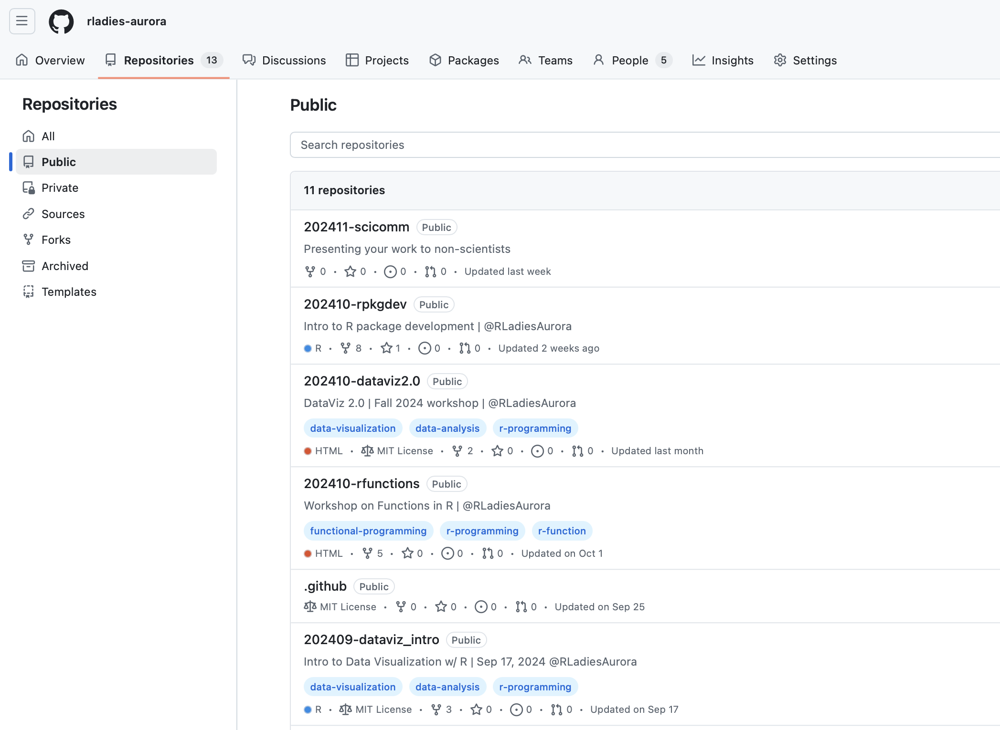 rladies-aurora
Overview Repositories 13 Discussions Projects Packages Teams People 5 Insights Settings
Repositories
All
Public
Private
Sources
Forks
Archived
Templates
Public
Search repositories
11 repositories
202411-scicomm Public
Presenting your work to non-scientists
0 · 0 · 0 · 0 · Updated last week
202410-rpkgdev Public
Intro to R package development | @RLadiesAurora
R · 8 · 1 · 0 · 0 · Updated 2 weeks ago
202410-dataviz2.0 Public
DataViz 2.0 | Fall 2024 workshop | @RLadiesAurora
data-visualization data-analysis r-programming
HTML · MIT License · 2 · 0 · 0 · 0 · Updated last month
202410-rfunctions Public
Workshop on Functions in R | @RLadiesAurora
functional-programming r-programming r-function
HTML · 5 · 0 · 0 · 0 · Updated on Oct 1
.github Public
MIT License · 0 · 0 · 0 · 0 · Updated on Sep 25
202409-dataviz_intro Public
Intro to Data Visualization w/ R | Sep 17, 2024 @RLadiesAurora
data-visualization data-analysis r-programming
R · MIT License · 3 · 0 · 0 · 0 · Updated on Sep 17